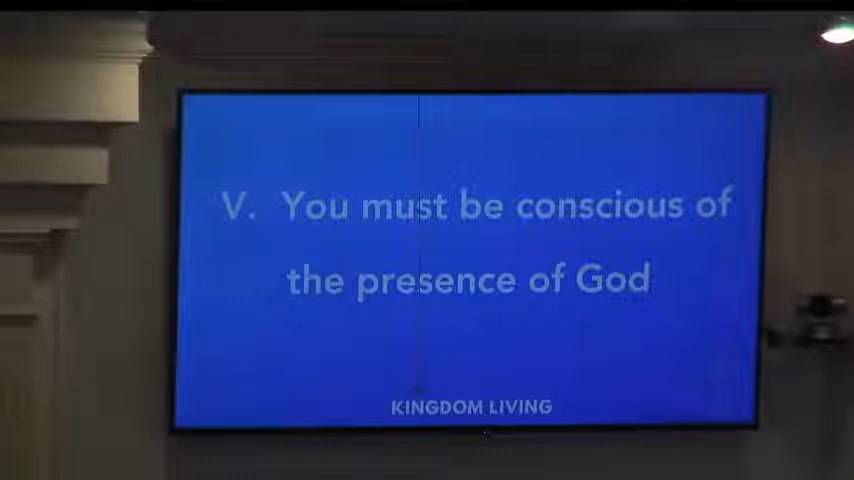 V. You must be conscious of
the presence of God
KINGDOM LIVING